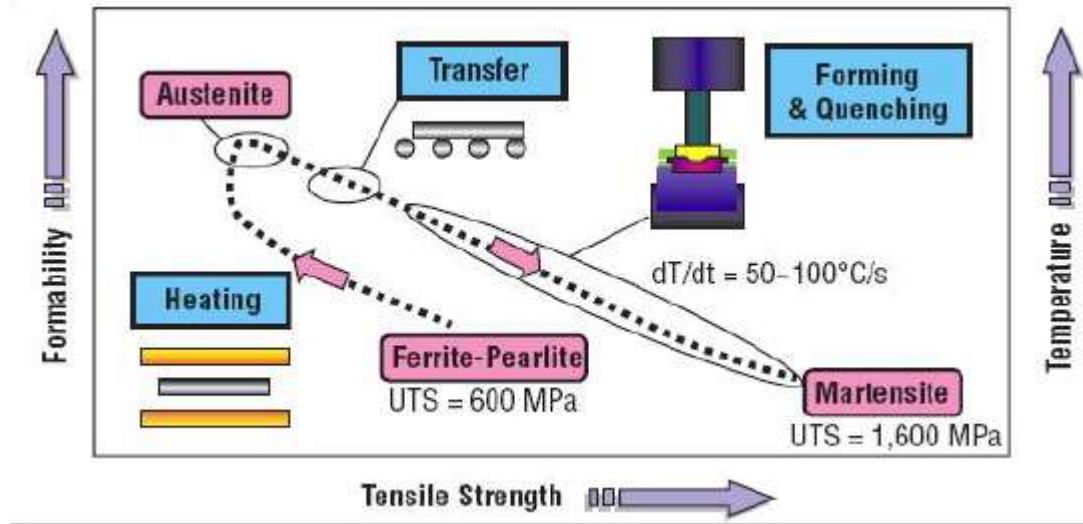 Austenite
Transfer
Forming
& Quenching
Formability
Temperature
dT/dt = 50–100°C/s
Heating
Ferrite-Pearlite
UTS = 600 MPa
Martensite
UTS = 1,600 MPa
Tensile Strength